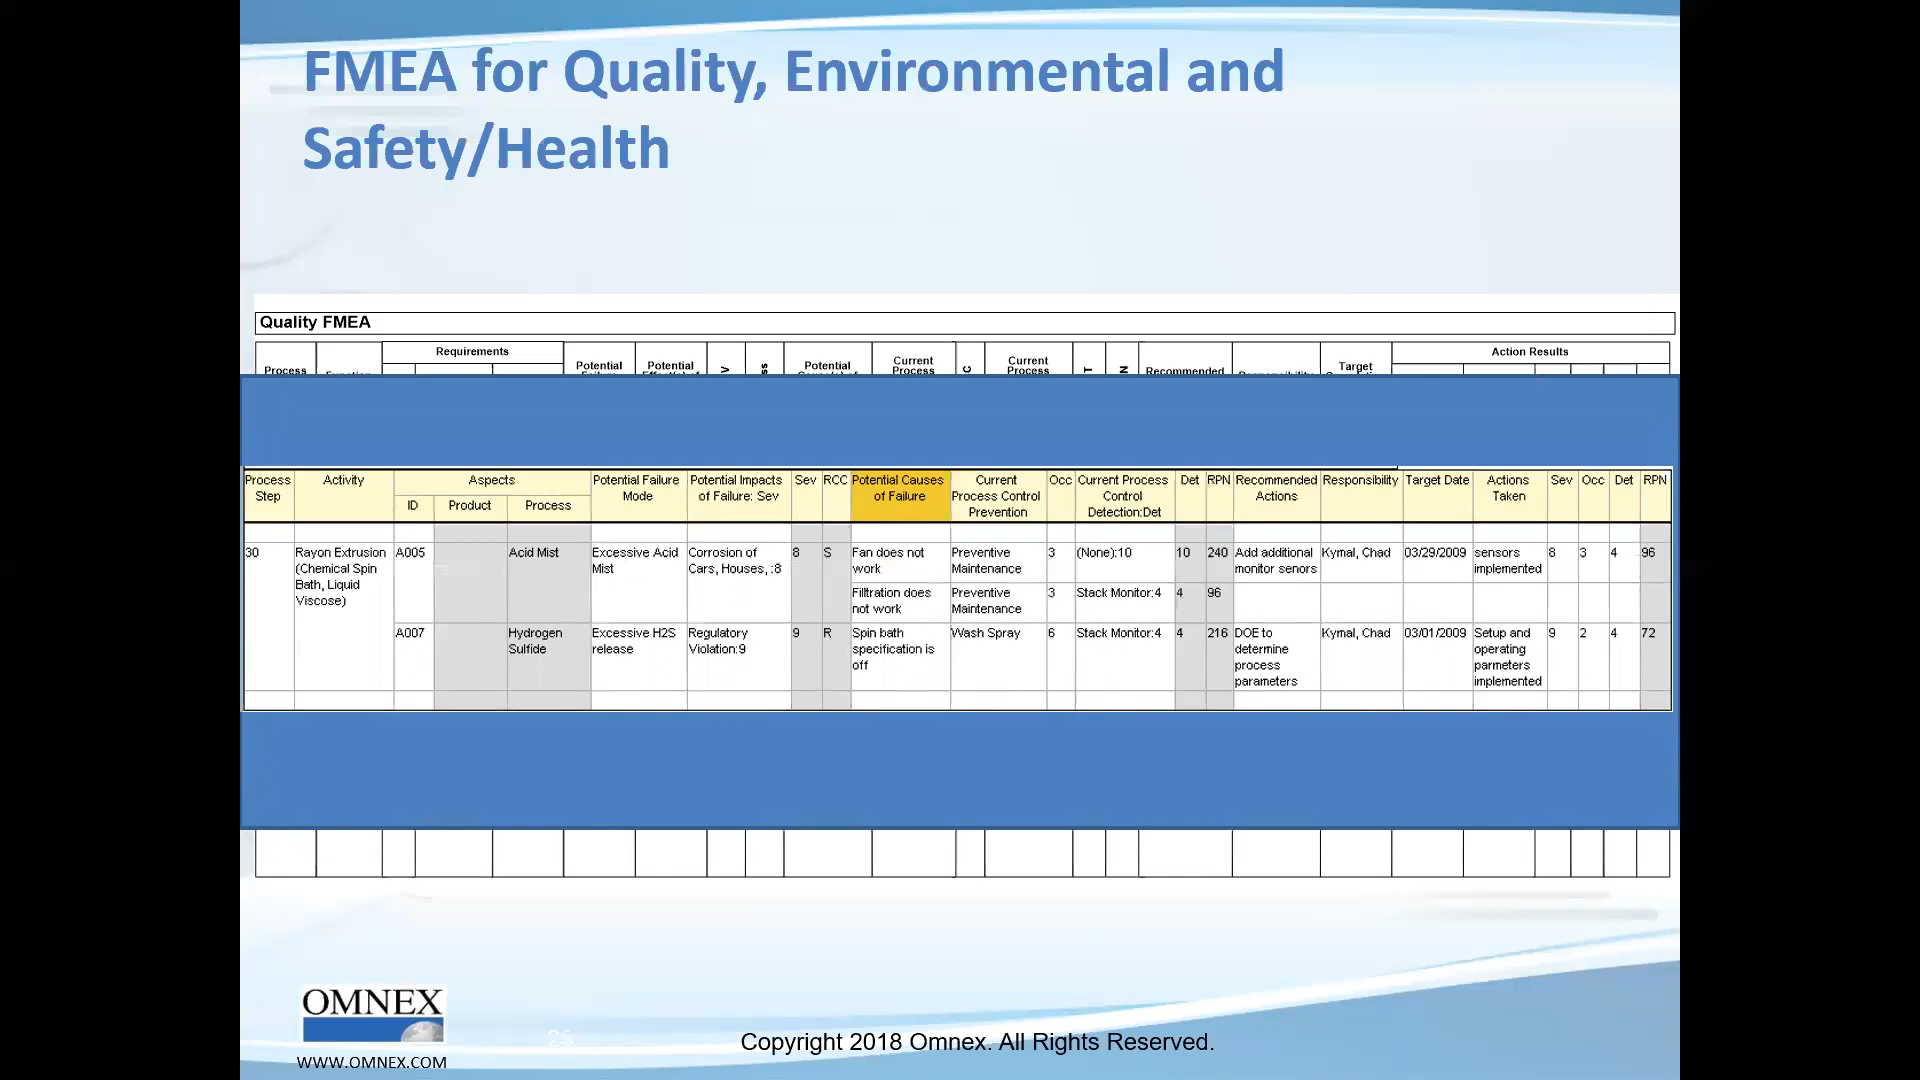 FMEA for Quality, Environmental and
Safety/Health
Quality FMEA
Requirements
Action Results
Process
Potential
Potential
V
ss
Potential
Current
Process
C
Current
Process
T
N
Recommended
Target
Process Step
Activity
Aspects
ID
Product
Process
Potential Failure Mode
Potential Impacts of Failure: Sev
Sev
RCC
Potential Causes of Failure
Current Process Control Prevention
Occ
Current Process Control Detection:Det
Det
RPN
Recommended Actions
Responsibility
Target Date
Actions Taken
Sev
Occ
Det
RPN
30
Rayon Extrusion (Chemical Spin Bath, Liquid Viscose)
A005
Acid Mist
Excessive Acid Mist
Corrosion of Cars, Houses, :8
8
S
Fan does not work
Preventive Maintenance
3
(None):10
10
240
Add additional monitor senors
Kymal, Chad
03/29/2009
sensors implemented
8
3
4
96
Filtration does not work
Preventive Maintenance
3
Stack Monitor:4
4
96
A007
Hydrogen Sulfide
Excessive H2S release
Regulatory Violation:9
9
R
Spin bath specification is off
Wash Spray
6
Stack Monitor:4
4
216
DOE to determine process parameters
Kymal, Chad
03/01/2009
Setup and operating parmeters implemented
9
2
4
72
OMNEX
WWW.OMNEX.COM
25
Copyright 2018 Omnex. All Rights Reserved.